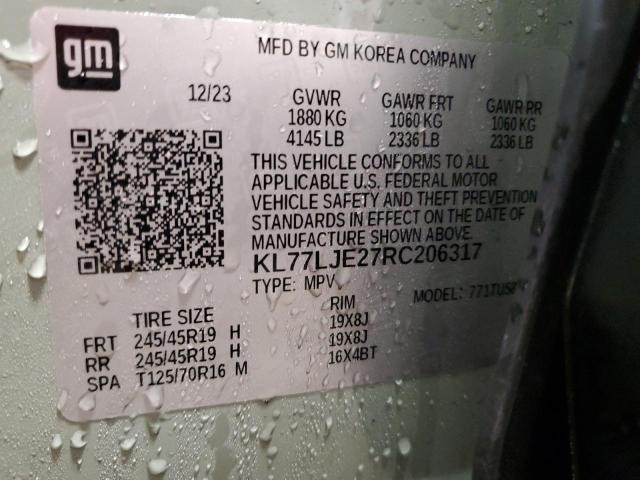 gm
MFD BY GM KOREA COMPANY
12/23 GVWR GAWR FRT GAWR RR
1880 KG 1060 KG 1060 KG
4145 LB 2336 LB 2336 LB
THIS VEHICLE CONFORMS TO ALL
APPLICABLE U.S. FEDERAL MOTOR
VEHICLE SAFETY AND THEFT PREVENTION
STANDARDS IN EFFECT ON THE DATE OF
MANUFACTURE SHOWN ABOVE.
KL77LJE27RC206317
TYPE: MPV MODEL:
TIRE SIZE RIM
FRT 245/45R19 H 19X8J
RR 245/45R19 H 19X8J
SPA T125/70R16 M 16X4BT